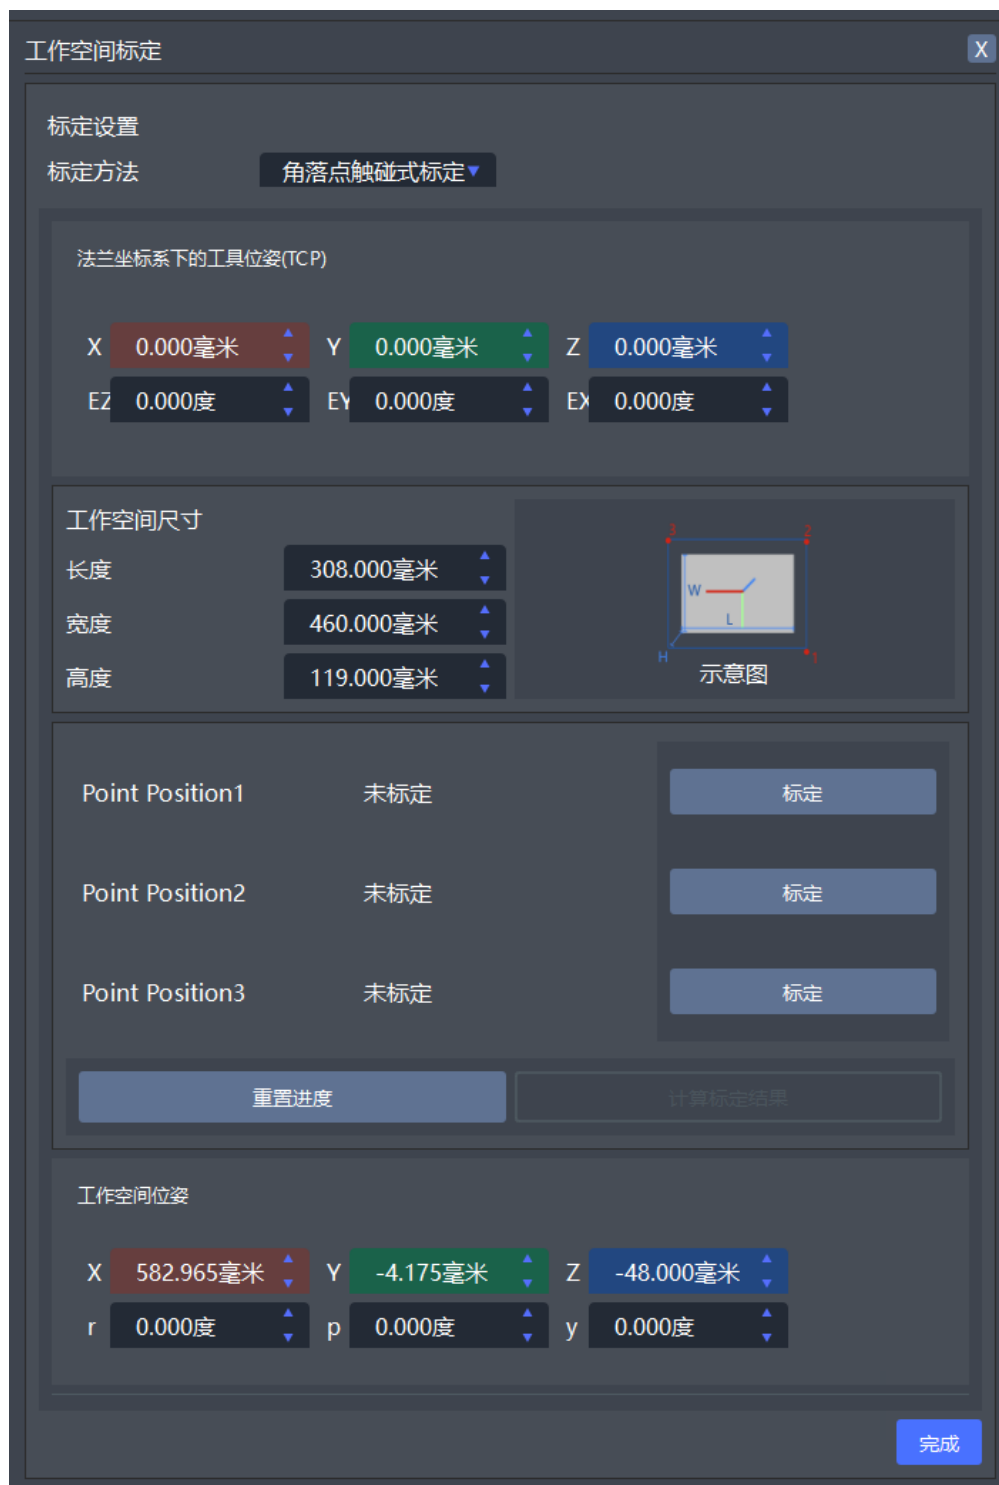 工作空间标定 X
标定设置
标定方法 角落点触碰式标定
法兰坐标系下的工具位姿(TCP)
X 0.000毫米 Y 0.000毫米 Z 0.000毫米
EZ 0.000度 EY 0.000度 EX 0.000度
工作空间尺寸
长度 308.000毫米
宽度 460.000毫米
高度 119.000毫米
3 2
W
L
H 1
示意图
Point Position1 未标定 标定
Point Position2 未标定 标定
Point Position3 未标定 标定
重置进度 计算标定结果
工作空间位姿
X 582.965毫米 Y -4.175毫米 Z -48.000毫米
r 0.000度 p 0.000度 y 0.000度
完成